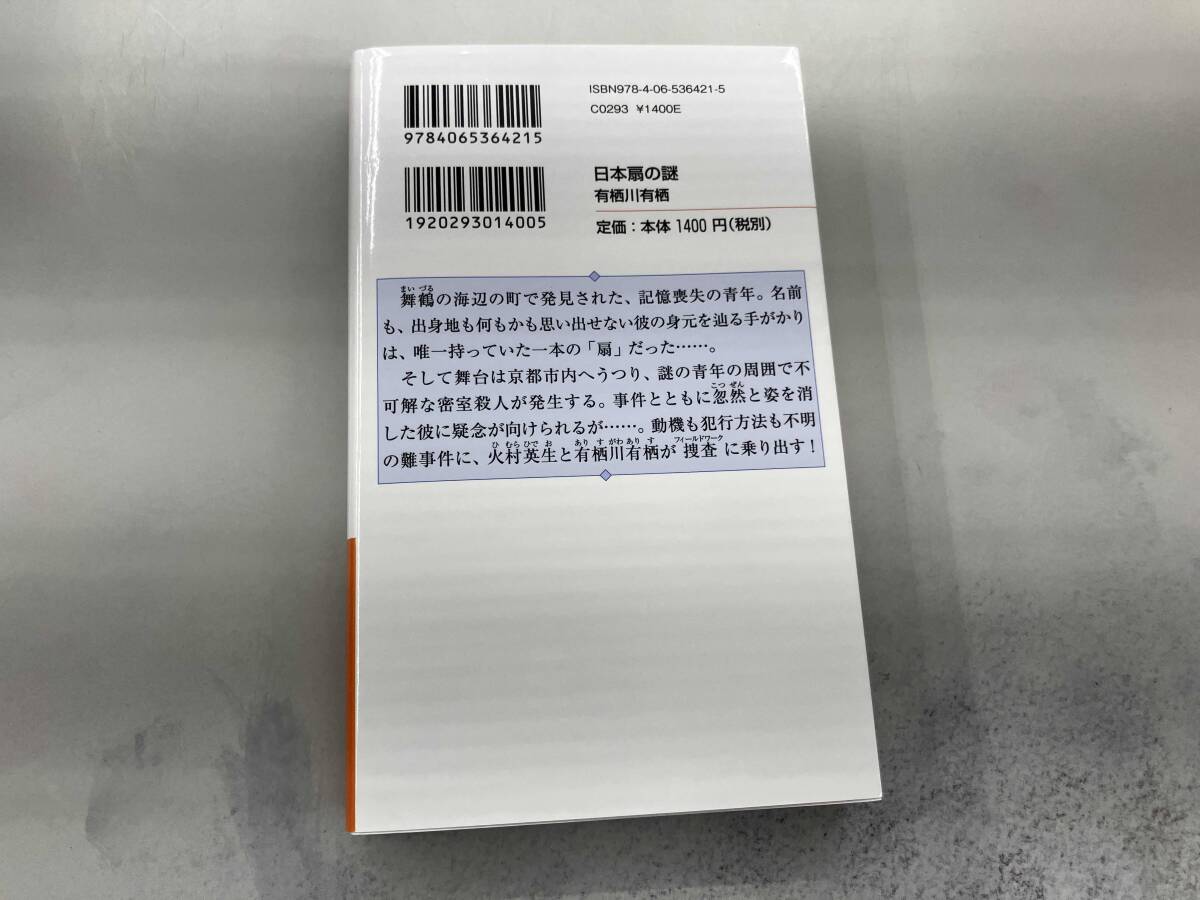 ISBN978-4-06-536421-5
C0293 ¥1400E
9784065364215
日本扇の謎
有栖川有栖
1920293014005
定価：本体1400円(税別)
まいづる
舞鶴の海辺の町で発見された、記憶喪失の青年。名前
も、出身地も何もかも思い出せない彼の身元を辿る手がかり
は、唯一持っていた一本の「扇」だった……。
そして舞台は京都市内へうつり、謎の青年の周囲で不
こつぜん
可解な密室殺人が発生する。事件とともに忽然と姿を消
した彼に疑念が向けられるが……。動機も犯行方法も不明
ひむらひでお ありすがわありす フィールドワーク
の難事件に、火村英生と有栖川有栖が捜査に乗り出す！